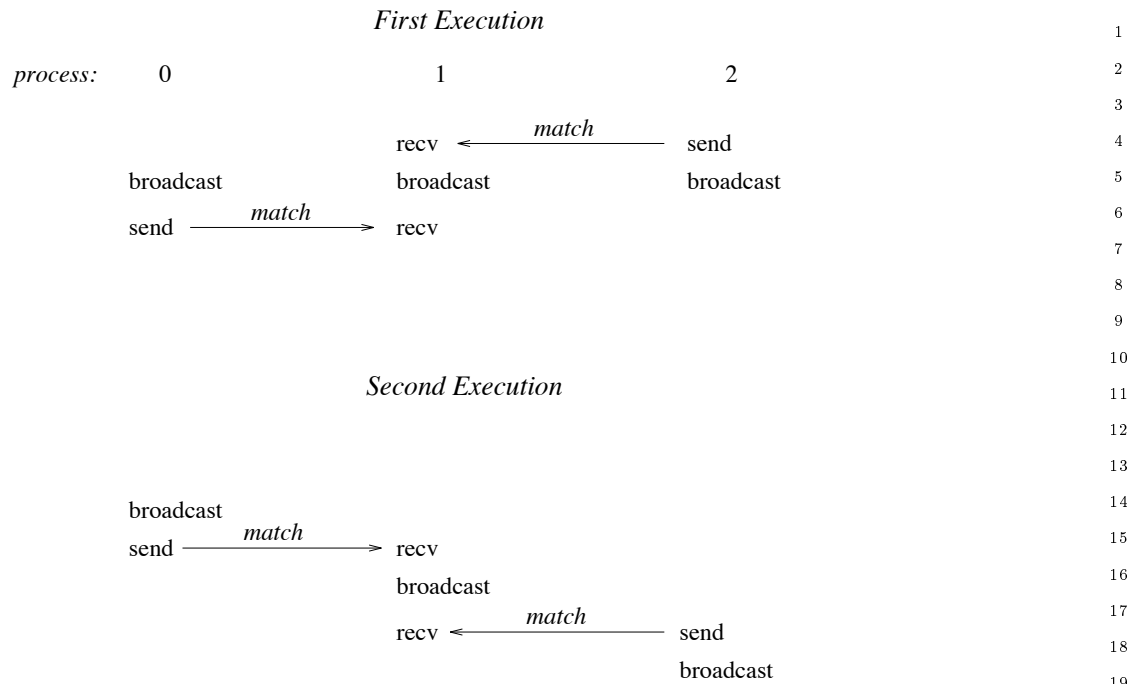 First Execution
1
process: 0 1 2
2
3
match
recv send
4
broadcast broadcast broadcast
5
match
6
send recv
7
8
9
10
Second Execution
11
12
13
broadcast
14
match
send recv
15
broadcast
16
match
17
recv send
18
broadcast
19